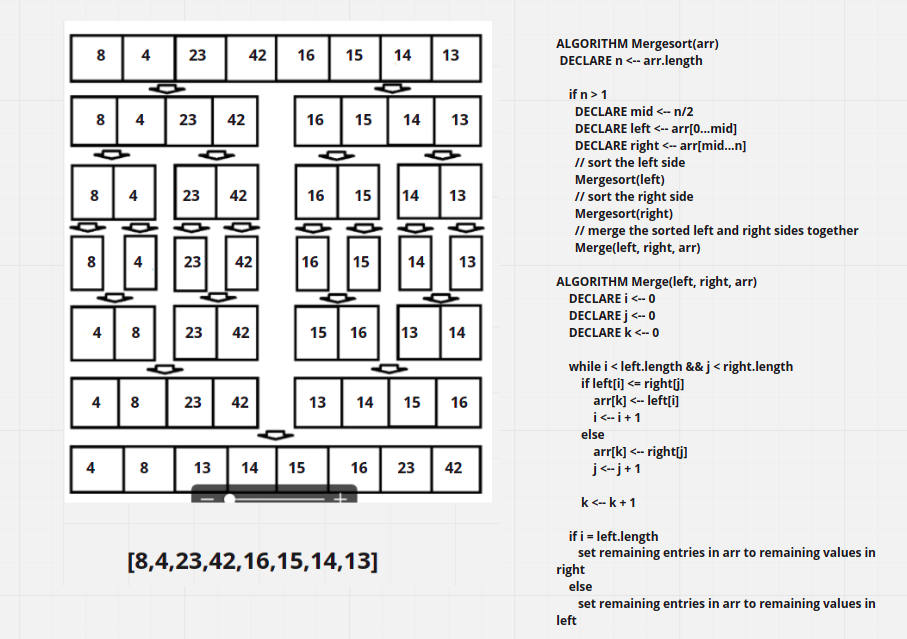 8 4 23 42 16 15 14 13
8 4 23 42 16 15 14 13
8 4 23 42 16 15 14 13
8 4 23 42 16 15 14 13
4 8 23 42 15 16 13 14
4 8 23 42 13 14 15 16
4 8 13 14 15 16 23 42
[8,4,23,42,16,15,14,13]
ALGORITHM Mergesort(arr)
DECLARE n <-- arr.length
if n > 1
DECLARE mid <-- n/2
DECLARE left <-- arr[0...mid]
DECLARE right <-- arr[mid...n]
// sort the left side
Mergesort(left)
// sort the right side
Mergesort(right)
// merge the sorted left and right sides together
Merge(left, right, arr)
ALGORITHM Merge(left, right, arr)
DECLARE i <-- 0
DECLARE j <-- 0
DECLARE k <-- 0
while i < left.length && j < right.length
if left[i] <= right[j]
arr[k] <-- left[i]
i <-- i + 1
else
arr[k] <-- right[j]
j <-- j + 1
k <-- k + 1
if i = left.length
set remaining entries in arr to remaining values in
right
else
set remaining entries in arr to remaining values in
left